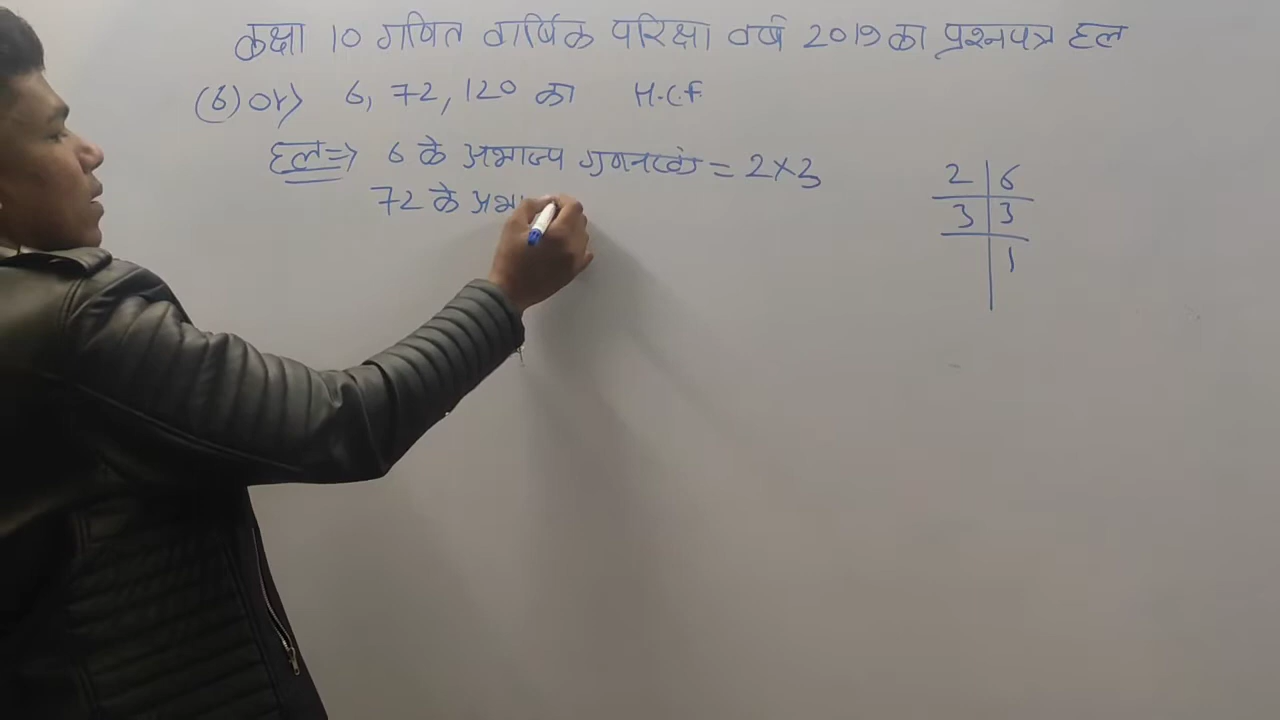 कक्षा 10 गणित वार्षिक परिक्षा वर्ष 2019 का प्रश्नपत्र हल
(6) or> 6, 72, 120 का H.C.F.
हल => 6 के अभाज्य गुणनखंड = 2×3
72 के अभा
2 | 6
3 | 3
1